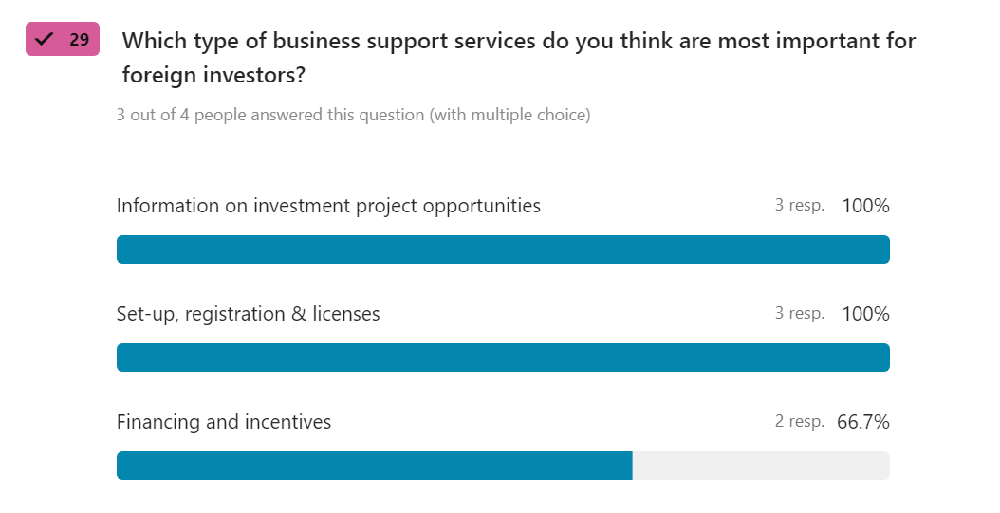 29
Which type of business support services do you think are most important for
foreign investors?
3 out of 4 people answered this question (with multiple choice)
Information on investment project opportunities 3 resp. 100%
Set-up, registration & licenses 3 resp. 100%
Financing and incentives 2 resp. 66.7%